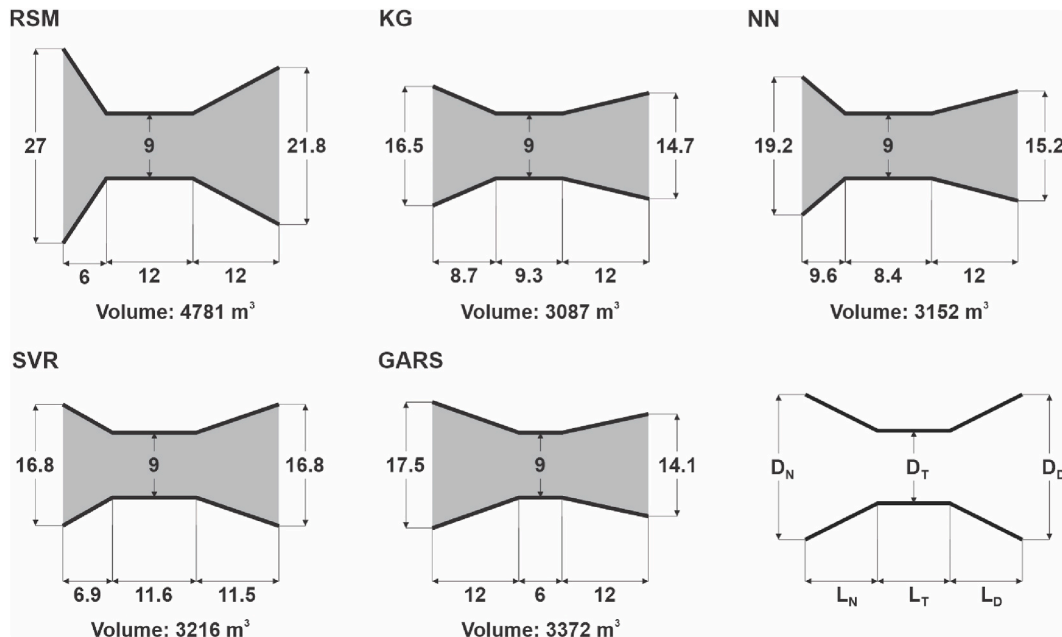 RSM
KG
NN
27
9
21.8
6
12
12
Volume: 4781 m³
16.5
9
14.7
8.7
9.3
12
Volume: 3087 m³
19.2
9
15.2
9.6
8.4
12
Volume: 3152 m³
SVR
GARS
16.8
9
16.8
6.9
11.6
11.5
Volume: 3216 m³
17.5
9
14.1
12
6
12
Volume: 3372 m³
D_N
D_T
D_D
L_N
L_T
L_D